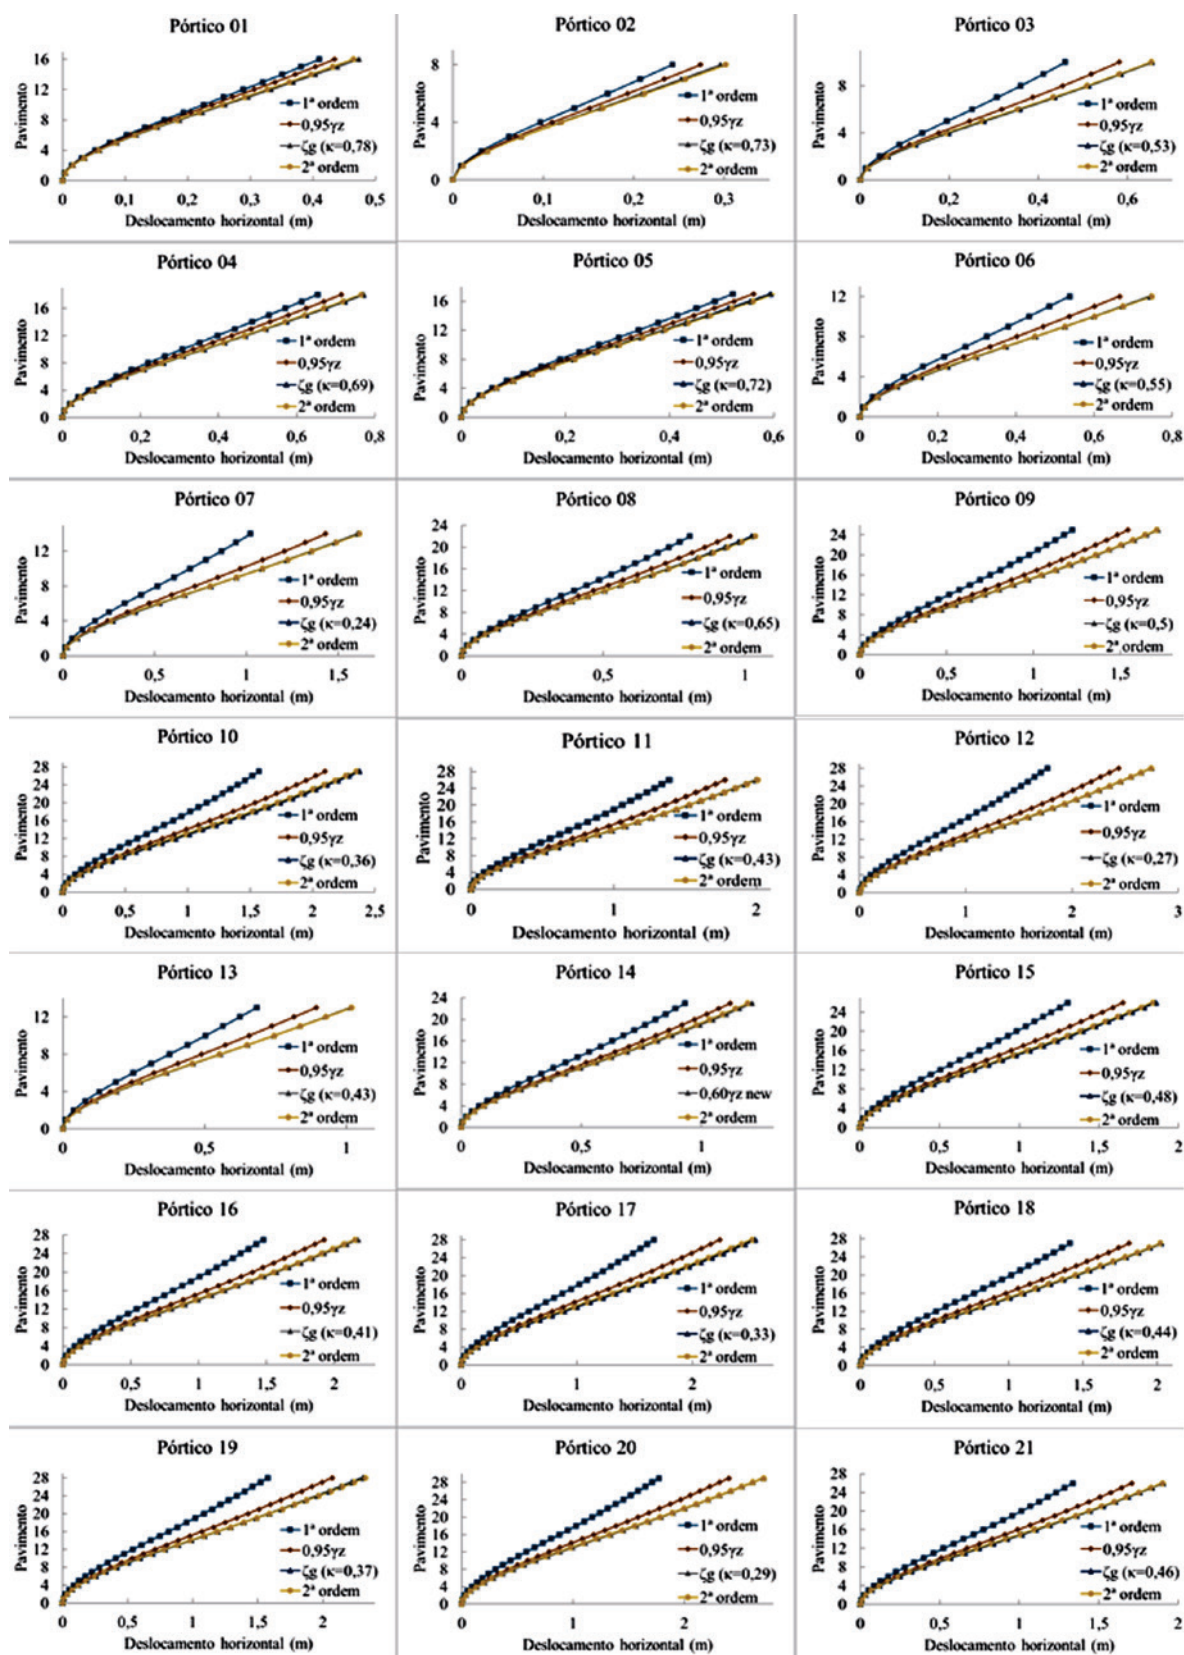 Pórtico 01
Pavimento
16
12
8
4
0
1ª ordem
0,95γz
ζg (κ=0,78)
2ª ordem
0 0,1 0,2 0,3 0,4 0,5
Deslocamento horizontal (m)
Pórtico 02
Pavimento
8
4
0
1ª ordem
0,95γz
ζg (κ=0,73)
2ª ordem
0 0,1 0,2 0,3
Deslocamento horizontal (m)
Pórtico 03
Pavimento
8
4
0
1ª ordem
0,95γz
ζg (κ=0,53)
2ª ordem
0 0,2 0,4 0,6
Deslocamento horizontal (m)
Pórtico 04
Pavimento
16
12
8
4
0
1ª ordem
0,95γz
ζg (κ=0,69)
2ª ordem
0 0,2 0,4 0,6 0,8
Deslocamento horizontal (m)
Pórtico 05
Pavimento
16
12
8
4
0
1ª ordem
0,95γz
ζg (κ=0,72)
2ª ordem
0 0,2 0,4 0,6
Deslocamento horizontal (m)
Pórtico 06
Pavimento
12
8
4
0
1ª ordem
0,95γz
ζg (κ=0,55)
2ª ordem
0 0,2 0,4 0,6 0,8
Deslocamento horizontal (m)
Pórtico 07
Pavimento
12
8
4
0
1ª ordem
0,95γz
ζg (κ=0,24)
2ª ordem
0 0,5 1 1,5
Deslocamento horizontal (m)
Pórtico 08
Pavimento
24
20
16
12
8
4
0
1ª ordem
0,95γz
ζg (κ=0,65)
2ª ordem
0 0,5 1
Deslocamento horizontal (m)
Pórtico 09
Pavimento
24
20
16
12
8
4
0
1ª ordem
0,95γz
ζg (κ=0,5)
2ª ordem
0 0,5 1 1,5
Deslocamento horizontal (m)
Pórtico 10
Pavimento
28
24
20
16
12
8
4
0
1ª ordem
0,95γz
ζg (κ=0,36)
2ª ordem
0 0,5 1 1,5 2 2,5
Deslocamento horizontal (m)
Pórtico 11
Pavimento
28
24
20
16
12
8
4
0
1ª ordem
0,95γz
ζg (κ=0,43)
2ª ordem
0 1 2
Deslocamento horizontal (m)
Pórtico 12
Pavimento
28
24
20
16
12
8
4
0
1ª ordem
0,95γz
ζg (κ=0,27)
2ª ordem
0 1 2 3
Deslocamento horizontal (m)
Pórtico 13
Pavimento
12
8
4
0
1ª ordem
0,95γz
ζg (κ=0,43)
2ª ordem
0 0,5 1
Deslocamento horizontal (m)
Pórtico 14
Pavimento
24
20
16
12
8
4
0
1ª ordem
0,95γz
0,60γz new
2ª ordem
0 0,5 1
Deslocamento horizontal (m)
Pórtico 15
Pavimento
28
24
20
16
12
8
4
0
1ª ordem
0,95γz
ζg (κ=0,48)
2ª ordem
0 0,5 1 1,5 2
Deslocamento horizontal (m)
Pórtico 16
Pavimento
28
24
20
16
12
8
4
0
1ª ordem
0,95γz
ζg (κ=0,41)
2ª ordem
0 0,5 1 1,5 2
Deslocamento horizontal (m)
Pórtico 17
Pavimento
28
24
20
16
12
8
4
0
1ª ordem
0,95γz
ζg (κ=0,33)
2ª ordem
0 0,5 1 1,5 2 2,5
Deslocamento horizontal (m)
Pórtico 18
Pavimento
28
24
20
16
12
8
4
0
1ª ordem
0,95γz
ζg (κ=0,44)
2ª ordem
0 0,5 1 1,5 2
Deslocamento horizontal (m)
Pórtico 19
Pavimento
28
24
20
16
12
8
4
0
1ª ordem
0,95γz
ζg (κ=0,37)
2ª ordem
0 0,5 1 1,5 2
Deslocamento horizontal (m)
Pórtico 20
Pavimento
28
24
20
16
12
8
4
0
1ª ordem
0,95γz
ζg (κ=0,29)
2ª ordem
0 1 2
Deslocamento horizontal (m)
Pórtico 21
Pavimento
28
24
20
16
12
8
4
0
1ª ordem
0,95γz
ζg (κ=0,46)
2ª ordem
0 0,5 1 1,5 2
Deslocamento horizontal (m)